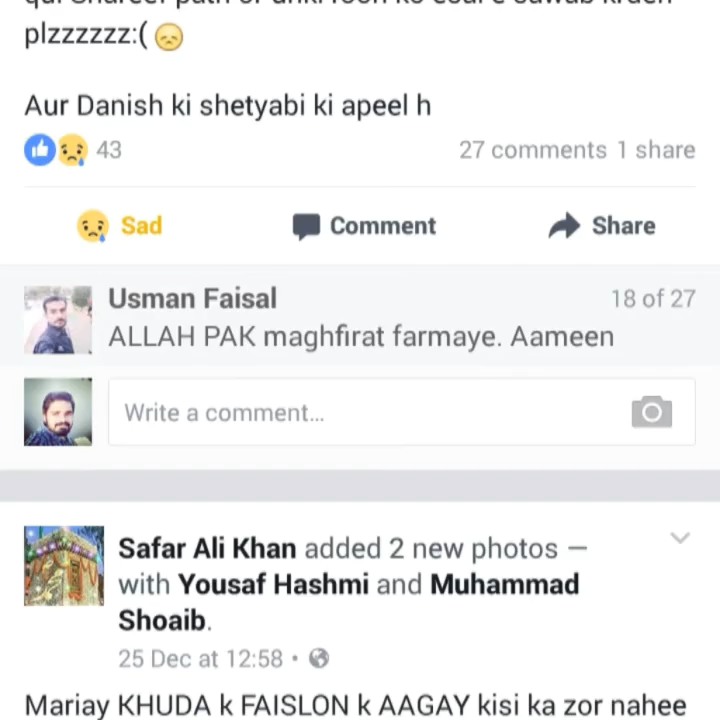 plzzzzzz:(
Aur Danish ki shetyabi ki apeel h
43
27 comments 1 share
Sad
Comment
Share
Usman Faisal
18 of 27
ALLAH PAK maghfirat farmaye. Aameen
Write a comment...
Safar Ali Khan added 2 new photos —
with Yousaf Hashmi and Muhammad
Shoaib.
25 Dec at 12:58 •
Mariay KHUDA k FAISLON k AAGAY kisi ka zor nahee